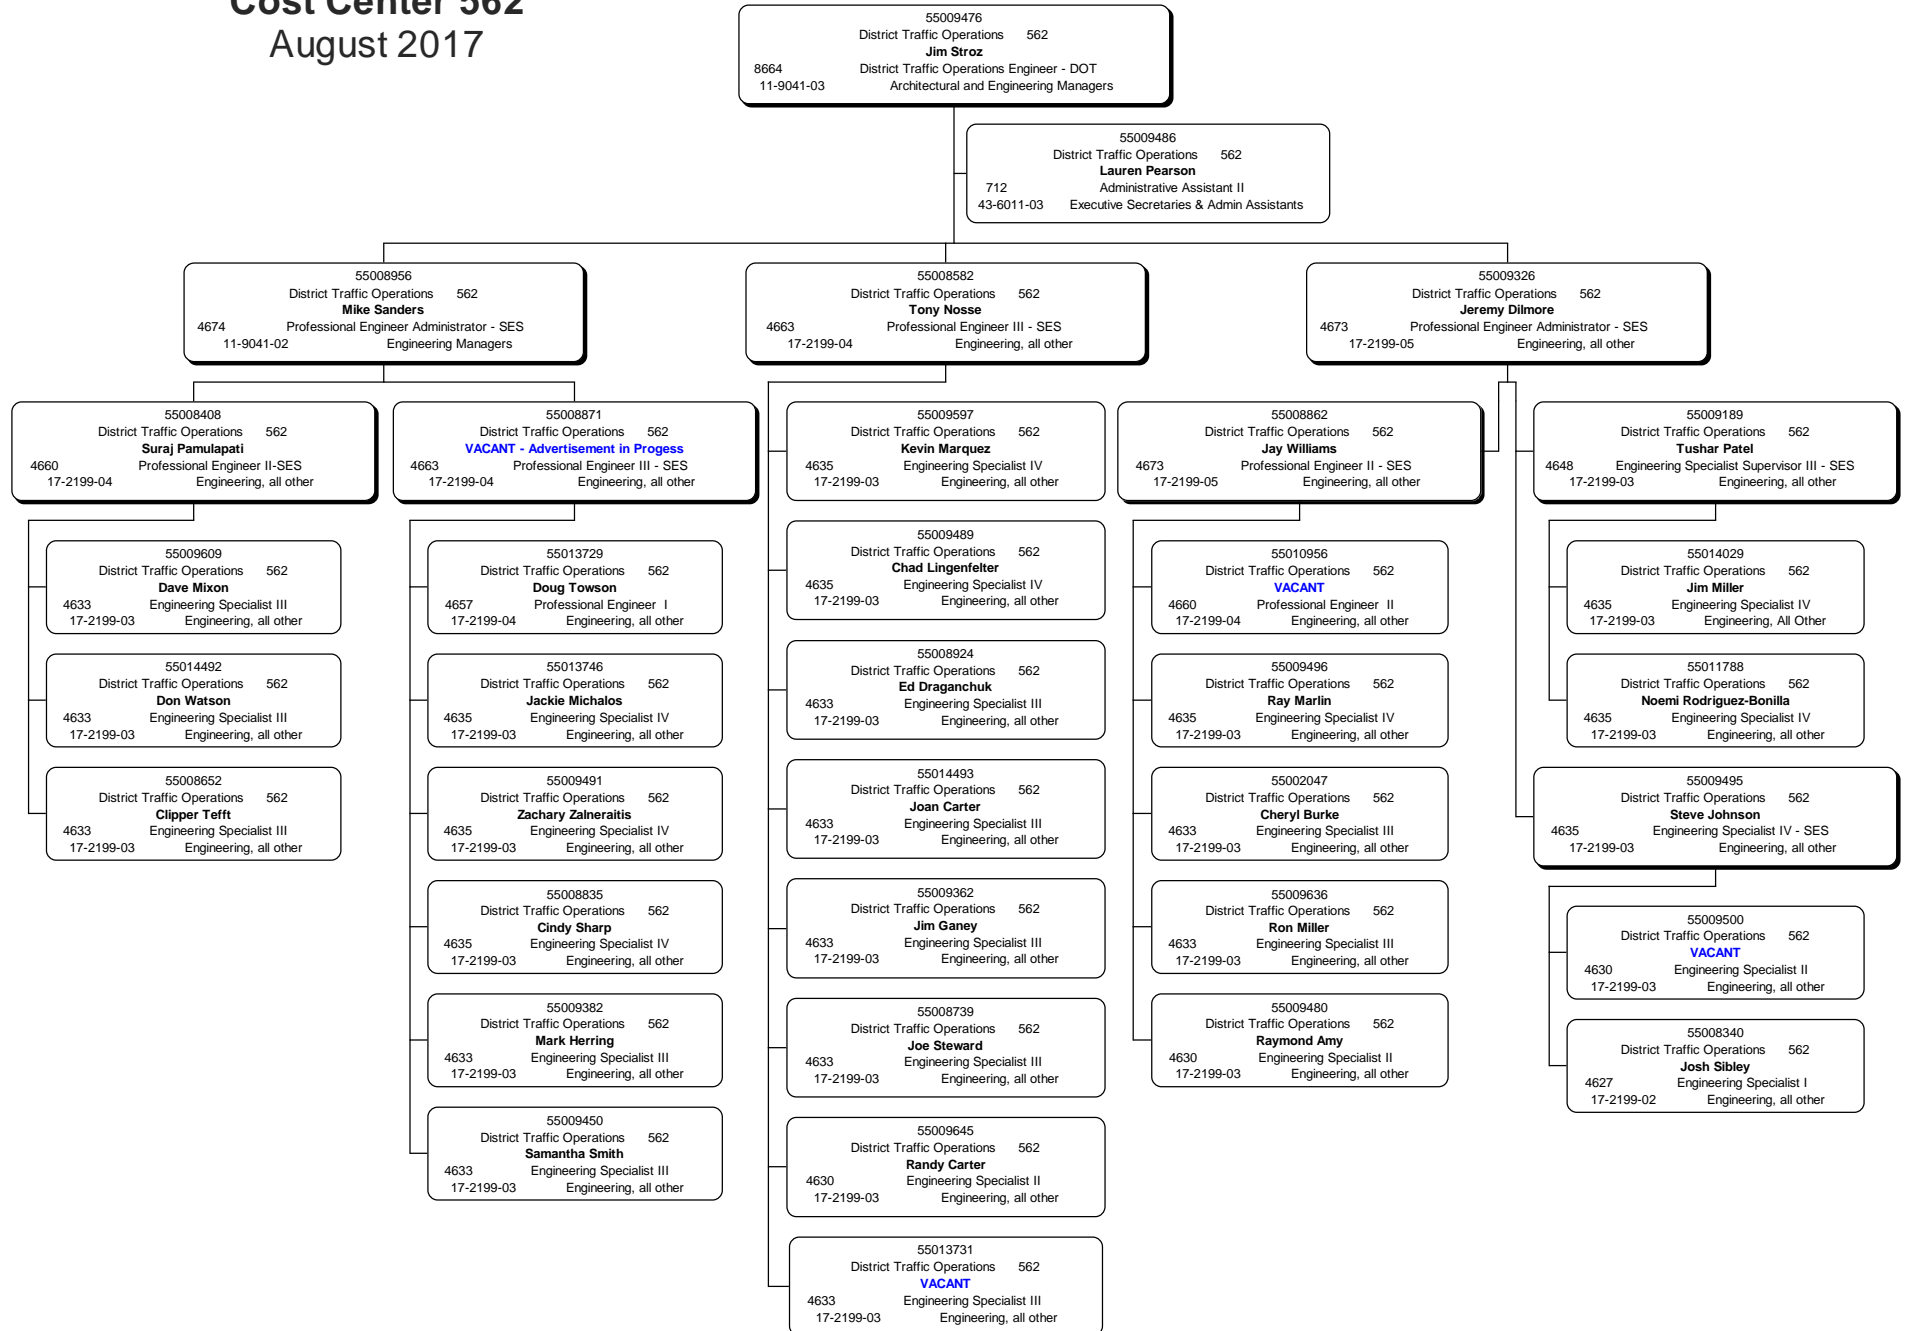 Cost Center 562
August 2017
55009476
District Traffic Operations 562
Jim Stroz
8664 District Traffic Operations Engineer - DOT
11-9041-03 Architectural and Engineering Managers
55009486
District Traffic Operations 562
Lauren Pearson
712 Administrative Assistant II
43-6011-03 Executive Secretaries & Admin Assistants
55008956
District Traffic Operations 562
Mike Sanders
4674 Professional Engineer Administrator - SES
11-9041-02 Engineering Managers
55008582
District Traffic Operations 562
Tony Nosse
4663 Professional Engineer III - SES
17-2199-04 Engineering, all other
55009326
District Traffic Operations 562
Jeremy Dilmore
4673 Professional Engineer Administrator - SES
17-2199-05 Engineering, all other
55008408
District Traffic Operations 562
Suraj Pamulapati
4660 Professional Engineer II-SES
17-2199-04 Engineering, all other
55009609
District Traffic Operations 562
Dave Mixon
4633 Engineering Specialist III
17-2199-03 Engineering, all other
55014492
District Traffic Operations 562
Don Watson
4633 Engineering Specialist III
17-2199-03 Engineering, all other
55008652
District Traffic Operations 562
Clipper Tefft
4633 Engineering Specialist III
17-2199-03 Engineering, all other
55008871
District Traffic Operations 562
VACANT - Advertisement in Progess
4663 Professional Engineer III - SES
17-2199-04 Engineering, all other
55013729
District Traffic Operations 562
Doug Towson
4657 Professional Engineer I
17-2199-04 Engineering, all other
55013746
District Traffic Operations 562
Jackie Michalos
4635 Engineering Specialist IV
17-2199-03 Engineering, all other
55009491
District Traffic Operations 562
Zachary Zalneraitis
4635 Engineering Specialist IV
17-2199-03 Engineering, all other
55008835
District Traffic Operations 562
Cindy Sharp
4635 Engineering Specialist IV
17-2199-03 Engineering, all other
55009382
District Traffic Operations 562
Mark Herring
4633 Engineering Specialist III
17-2199-03 Engineering, all other
55009450
District Traffic Operations 562
Samantha Smith
4633 Engineering Specialist III
17-2199-03 Engineering, all other
55009597
District Traffic Operations 562
Kevin Marquez
4635 Engineering Specialist IV
17-2199-03 Engineering, all other
55009489
District Traffic Operations 562
Chad Lingenfelter
4635 Engineering Specialist IV
17-2199-03 Engineering, all other
55008924
District Traffic Operations 562
Ed Draganchuk
4633 Engineering Specialist III
17-2199-03 Engineering, all other
55014493
District Traffic Operations 562
Joan Carter
4633 Engineering Specialist III
17-2199-03 Engineering, all other
55009362
District Traffic Operations 562
Jim Ganey
4633 Engineering Specialist III
17-2199-03 Engineering, all other
55008739
District Traffic Operations 562
Joe Steward
4633 Engineering Specialist III
17-2199-03 Engineering, all other
55009645
District Traffic Operations 562
Randy Carter
4630 Engineering Specialist II
17-2199-03 Engineering, all other
55013731
District Traffic Operations 562
VACANT
4633 Engineering Specialist III
17-2199-03 Engineering, all other
55008862
District Traffic Operations 562
Jay Williams
4673 Professional Engineer II - SES
17-2199-05 Engineering, all other
55010956
District Traffic Operations 562
VACANT
4660 Professional Engineer II
17-2199-04 Engineering, all other
55009496
District Traffic Operations 562
Ray Marlin
4635 Engineering Specialist IV
17-2199-03 Engineering, all other
55002047
District Traffic Operations 562
Cheryl Burke
4633 Engineering Specialist III
17-2199-03 Engineering, all other
55009636
District Traffic Operations 562
Ron Miller
4633 Engineering Specialist III
17-2199-03 Engineering, all other
55009480
District Traffic Operations 562
Raymond Amy
4630 Engineering Specialist II
17-2199-03 Engineering, all other
55009189
District Traffic Operations 562
Tushar Patel
4648 Engineering Specialist Supervisor III - SES
17-2199-03 Engineering, all other
55014029
District Traffic Operations 562
Jim Miller
4635 Engineering Specialist IV
17-2199-03 Engineering, All Other
55011788
District Traffic Operations 562
Noemi Rodriguez-Bonilla
4635 Engineering Specialist IV
17-2199-03 Engineering, all other
55009495
District Traffic Operations 562
Steve Johnson
4635 Engineering Specialist IV - SES
17-2199-03 Engineering, all other
55009500
District Traffic Operations 562
VACANT
4630 Engineering Specialist II
17-2199-03 Engineering, all other
55008340
District Traffic Operations 562
Josh Sibley
4627 Engineering Specialist I
17-2199-02 Engineering, all other